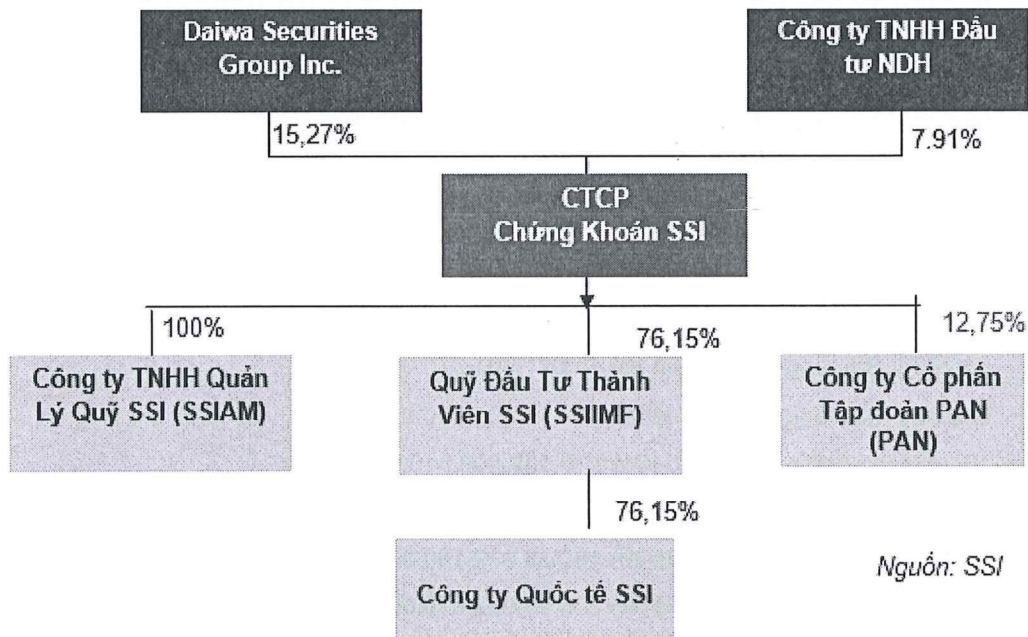 Daiwa Securities
Group Inc.
Công ty TNHH Đầu
tư NDH
15,27%
7.91%
CTCP
Chứng Khoán SSI
100%
76,15%
12,75%
Công ty TNHH Quản
Lý Quỹ SSI (SSIAM)
Quỹ Đầu Tư Thành
Viên SSI (SSIIMF)
Công ty Cổ phần
Tập đoàn PAN
(PAN)
76,15%
Công ty Quốc tế SSI
Nguồn: SSI